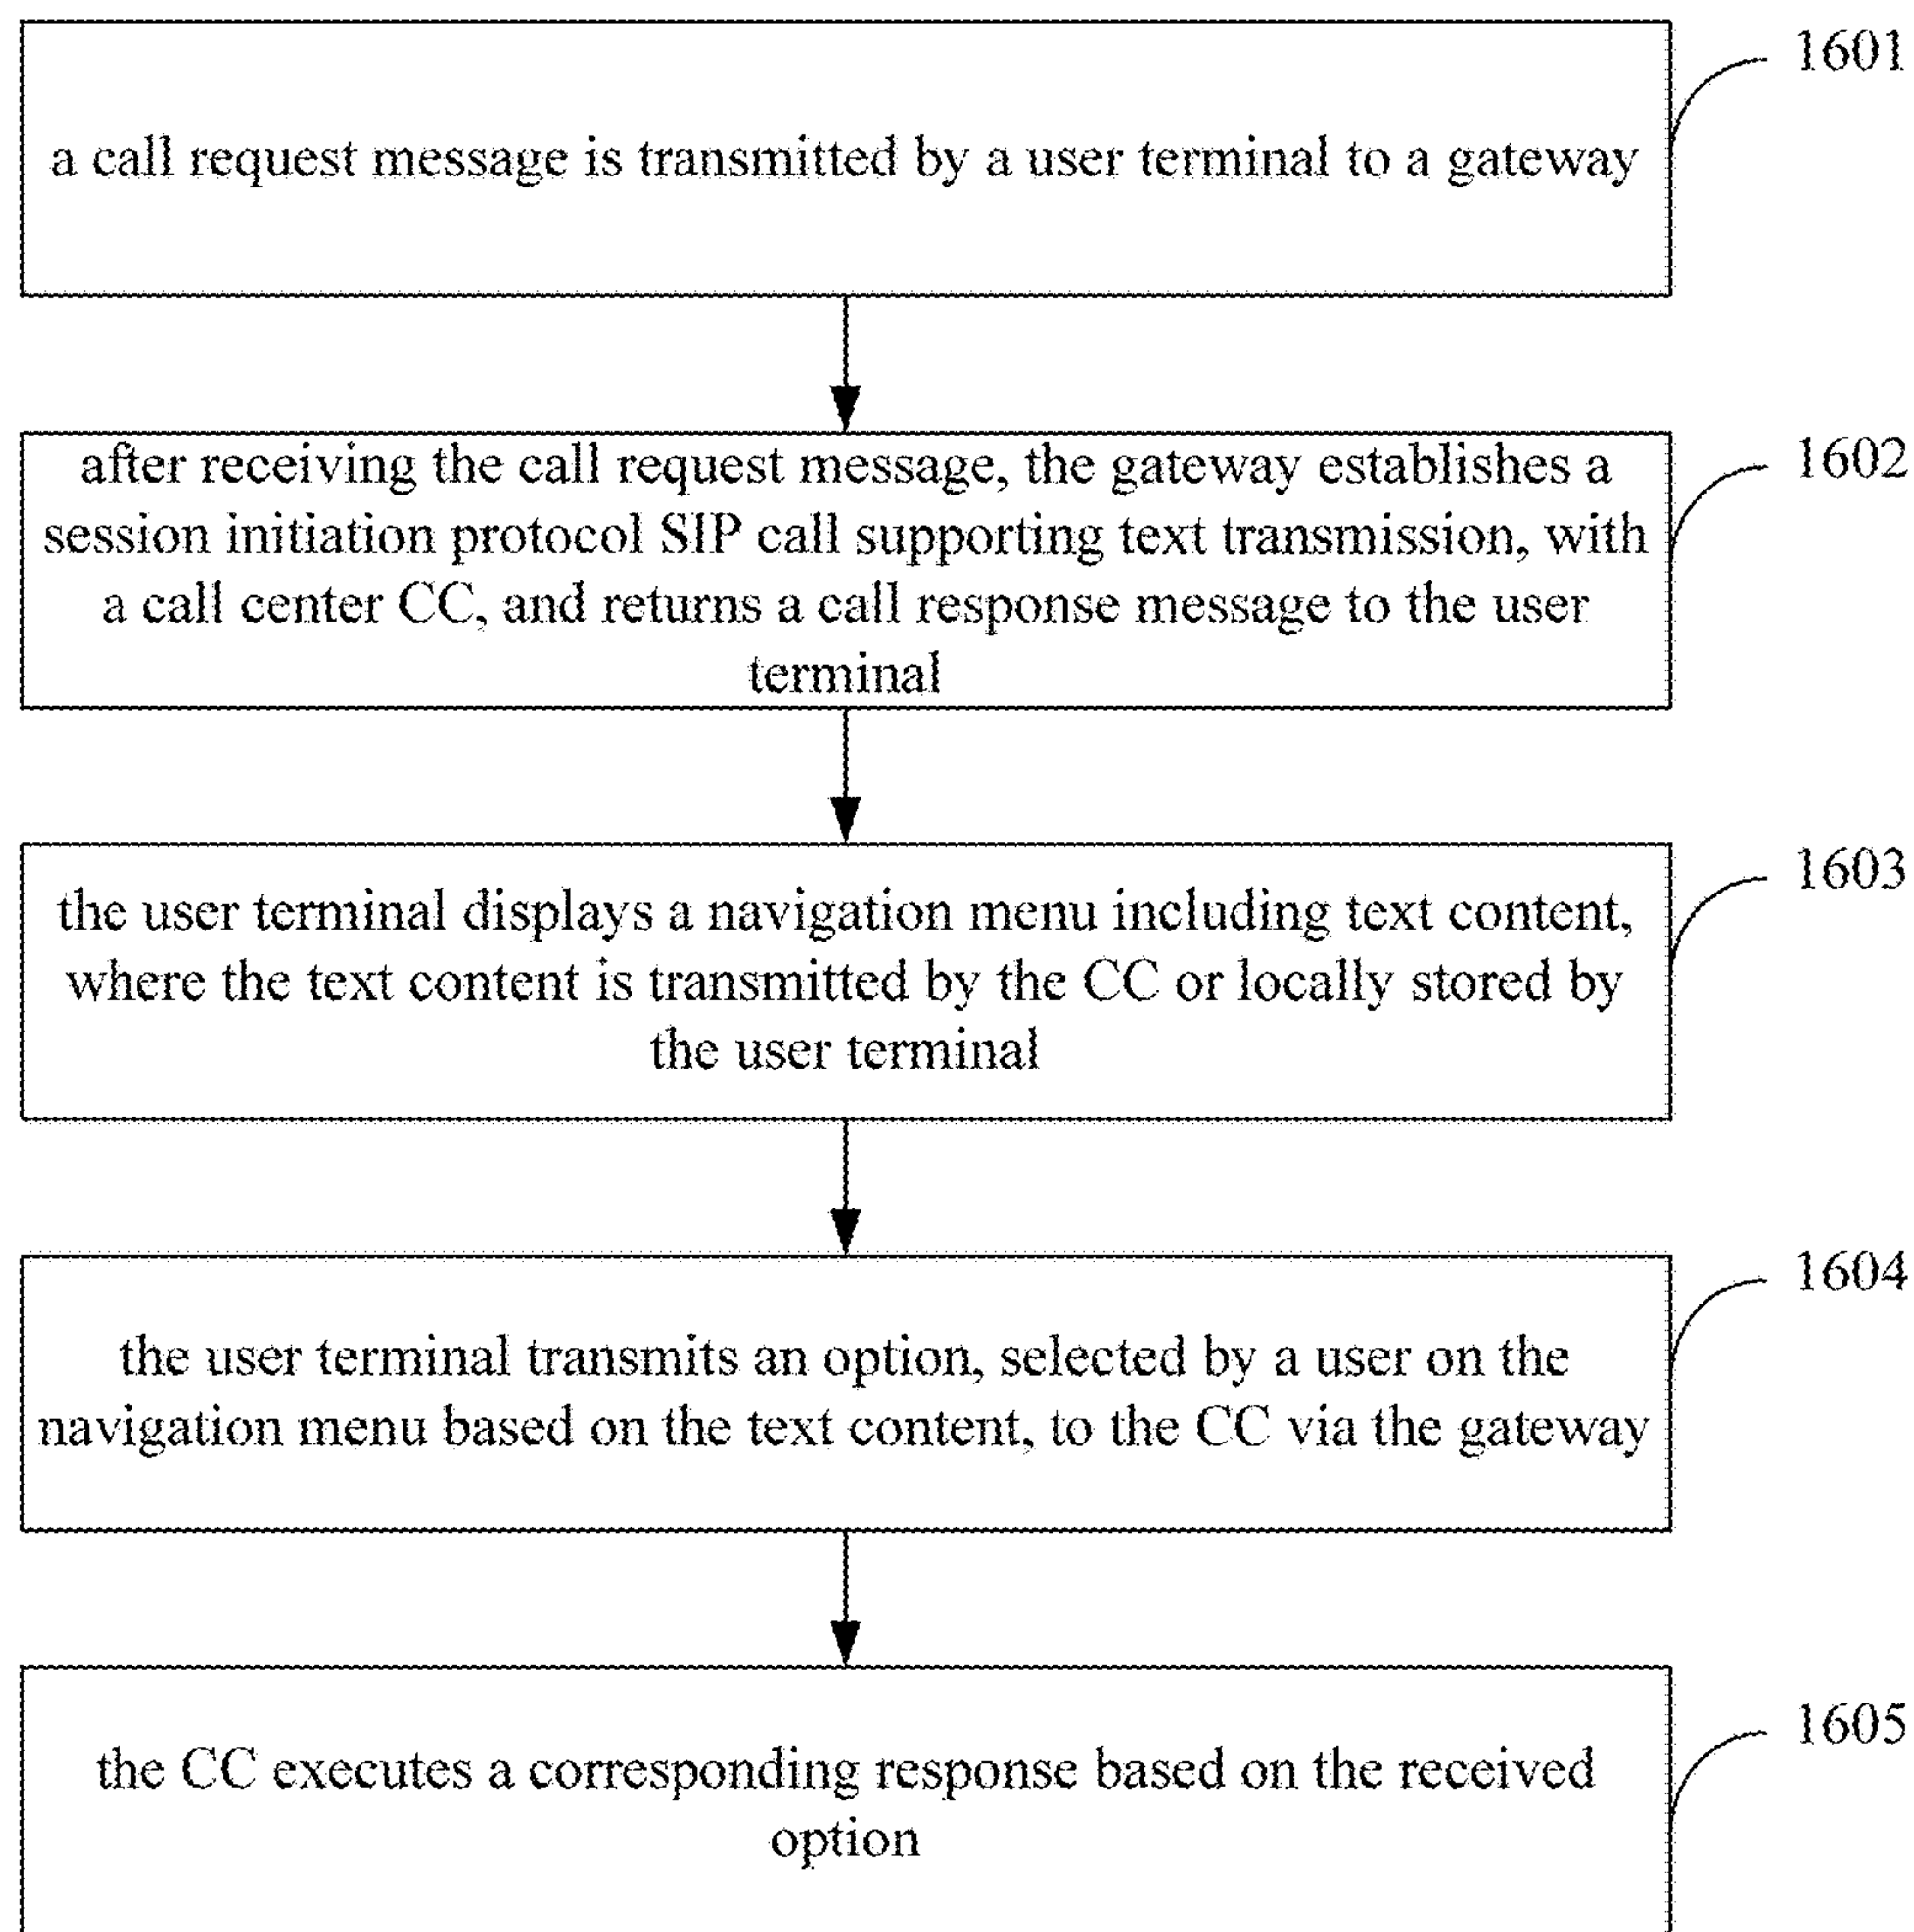 1601
a call request message is transmitted by a user terminal to a gateway
1602
after receiving the call request message, the gateway establishes a
session initiation protocol SIP call supporting text transmission, with
a call center CC, and returns a call response message to the user
terminal
1603
the user terminal displays a navigation menu including text content,
where the text content is transmitted by the CC or locally stored by
the user terminal
1604
the user terminal transmits an option, selected by a user on the
navigation menu based on the text content, to the CC via the gateway
1605
the CC executes a corresponding response based on the received
option